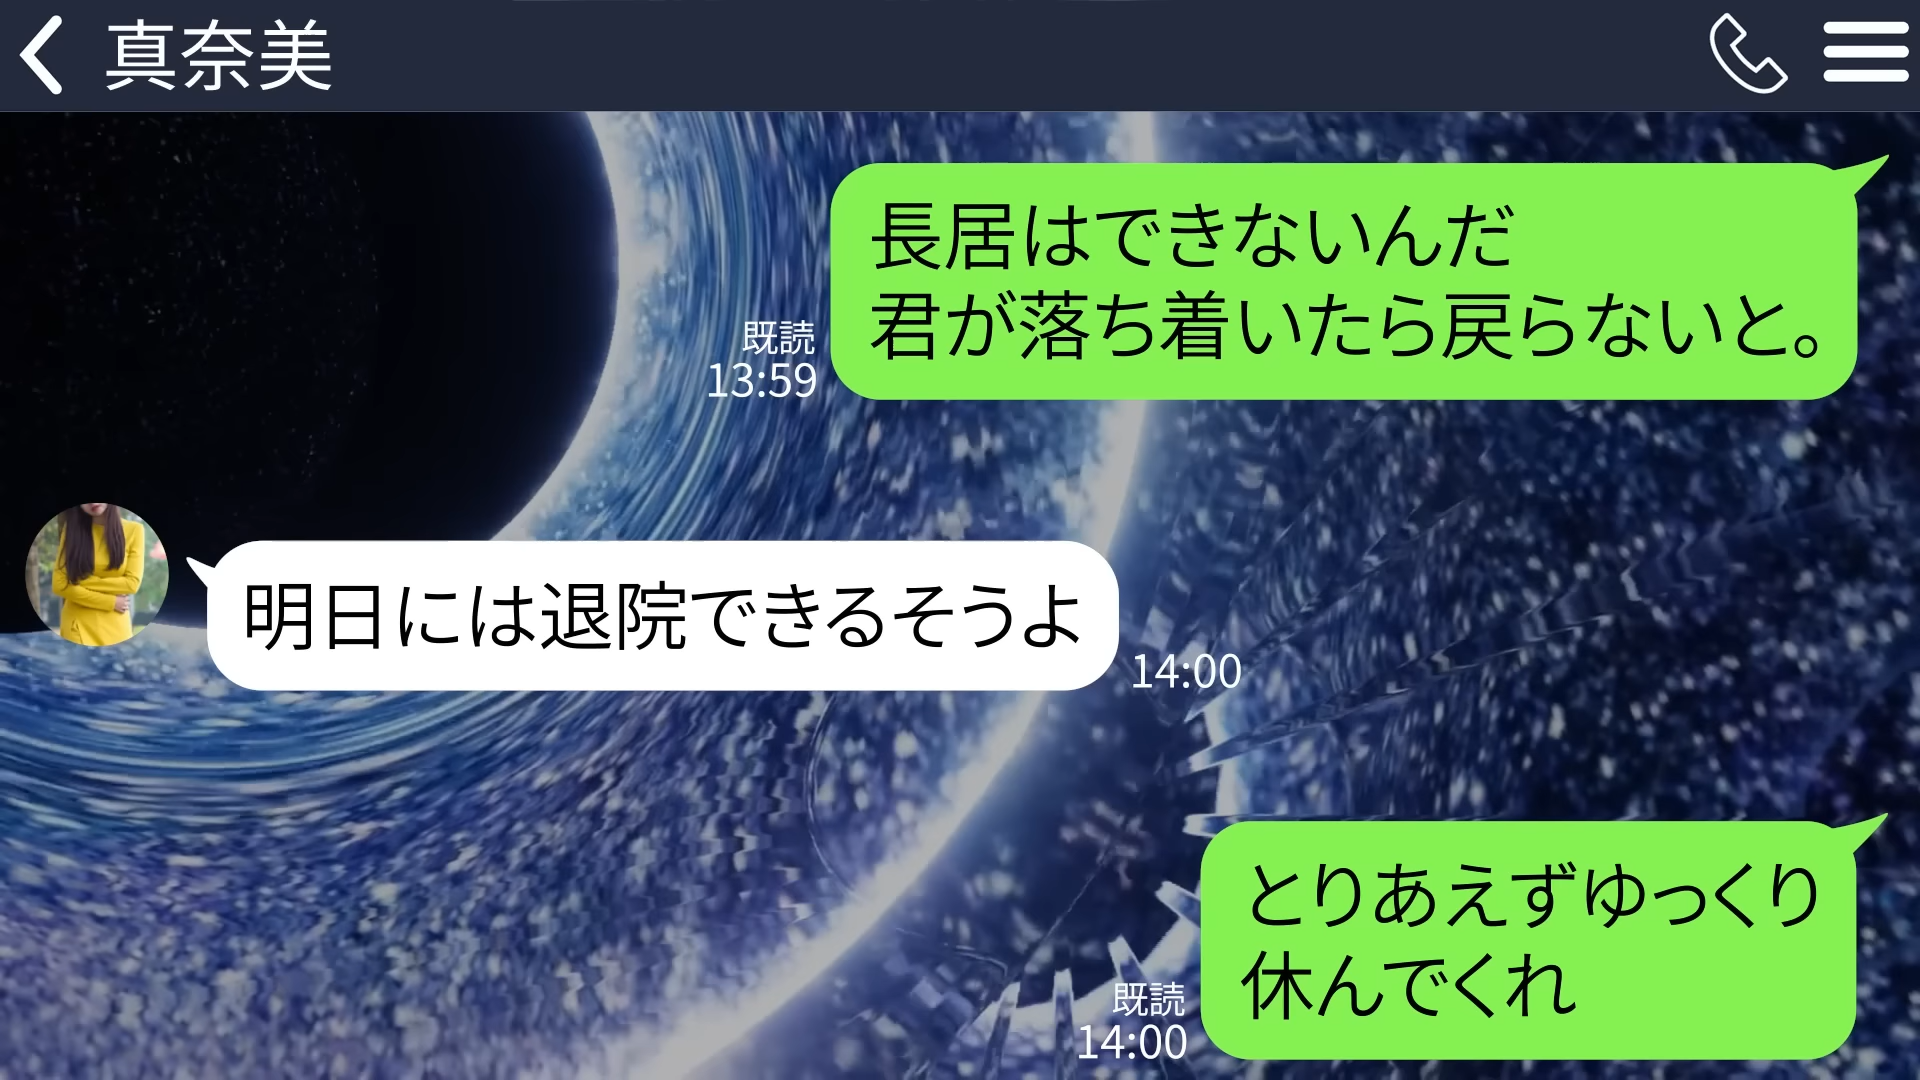 真奈美
長居はできないんだ
君が落ち着いたら戻らないと。
既読
13:59
明日には退院できるそうよ
14:00
とりあえずゆっくり
休んでくれ
既読
14:00